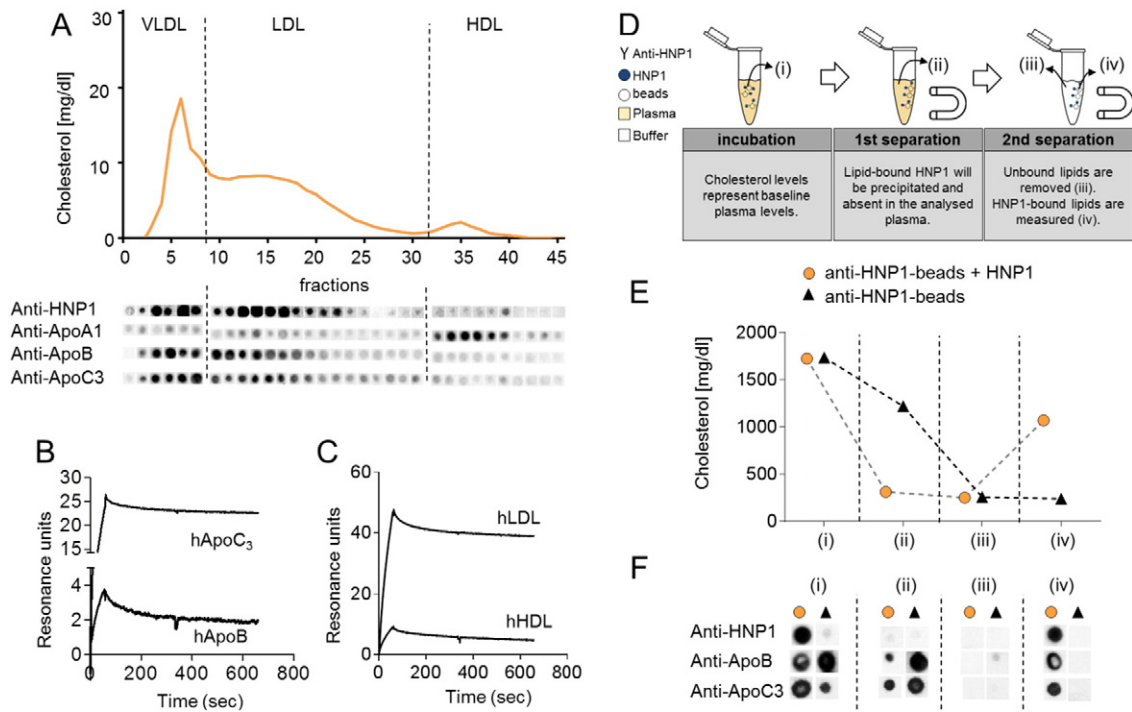 A
VLDL
LDL
HDL
30
20
10
0
Cholesterol [mg/dl]
0 5 10 15 20 25 30 35 40 45
fractions
Anti-HNP1
Anti-ApoA1
Anti-ApoB
Anti-ApoC3
B
30
25
20
15
4
2
0
Resonance units
hApoC3
hApoB
0 200 400 600 800
Time (sec)
C
60
40
20
0
Resonance units
hLDL
hHDL
0 200 400 600 800
Time (sec)
D
Y Anti-HNP1
HNP1
beads
Plasma
Buffer
(i)
(ii)
(iii)
(iv)
incubation
Cholesterol levels
represent baseline
plasma levels.
1st separation
Lipid-bound HNP1 will
be precipitated and
absent in the analysed
plasma.
2nd separation
Unbound lipids are
removed (iii).
HNP1-bound lipids are
measured (iv).
E
anti-HNP1-beads + HNP1
anti-HNP1-beads
2000
1500
1000
500
0
Cholesterol [mg/dl]
(i) (ii) (iii) (iv)
F
(i) (ii) (iii) (iv)
Anti-HNP1
Anti-ApoB
Anti-ApoC3